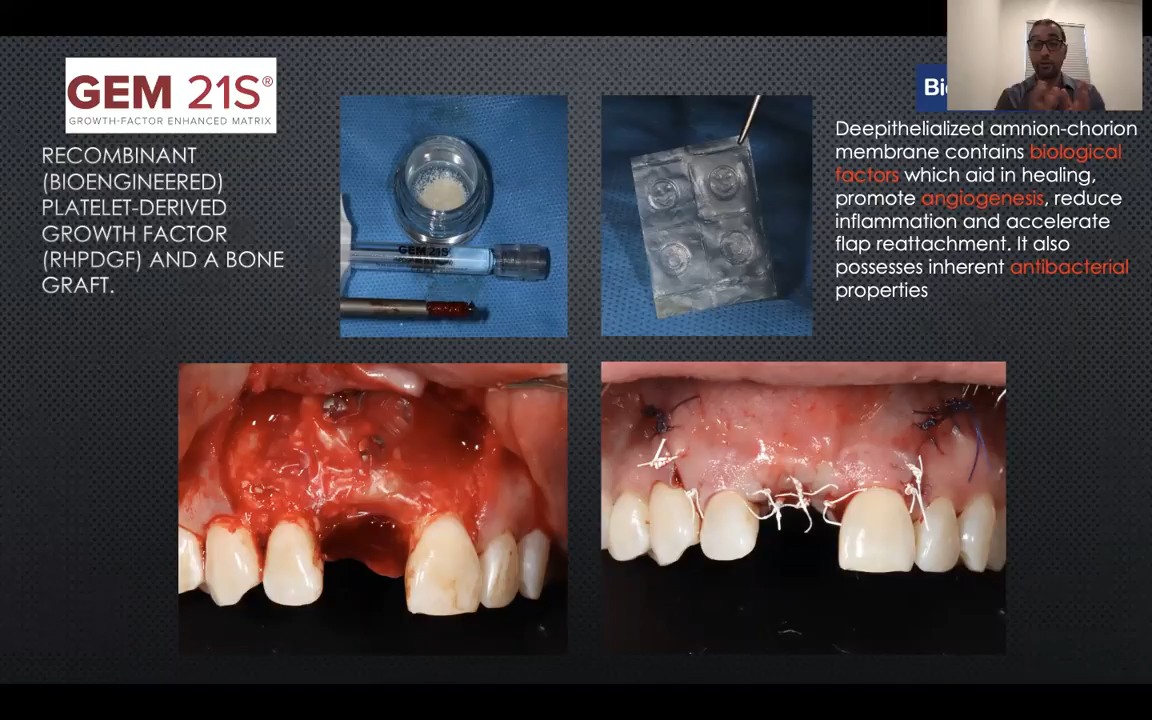 GEM 21S®
GROWTH-FACTOR ENHANCED MATRIX
RECOMBINANT
(BIOENGINEERED)
PLATELET-DERIVED
GROWTH FACTOR
(RHPDGF) AND A BONE
GRAFT.
GEM 21S
Deepithelialized amnion-chorion
membrane contains biological
factors which aid in healing,
promote angiogenesis, reduce
inflammation and accelerate
flap reattachment. It also
possesses inherent antibacterial
properties